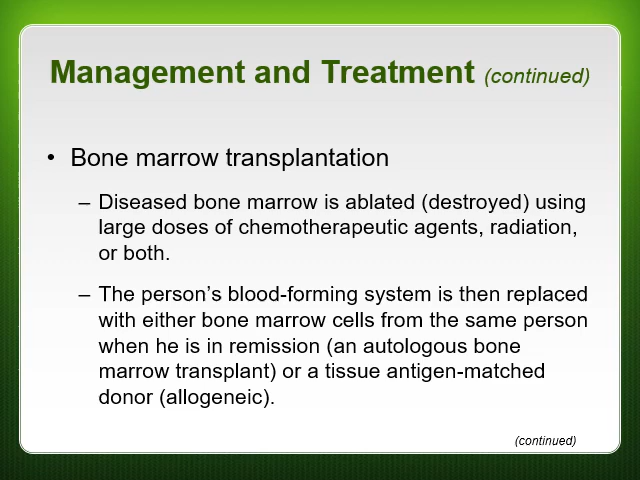 Management and Treatment (continued)
• Bone marrow transplantation
– Diseased bone marrow is ablated (destroyed) using
large doses of chemotherapeutic agents, radiation,
or both.
– The person’s blood-forming system is then replaced
with either bone marrow cells from the same person
when he is in remission (an autologous bone
marrow transplant) or a tissue antigen-matched
donor (allogeneic).
(continued)